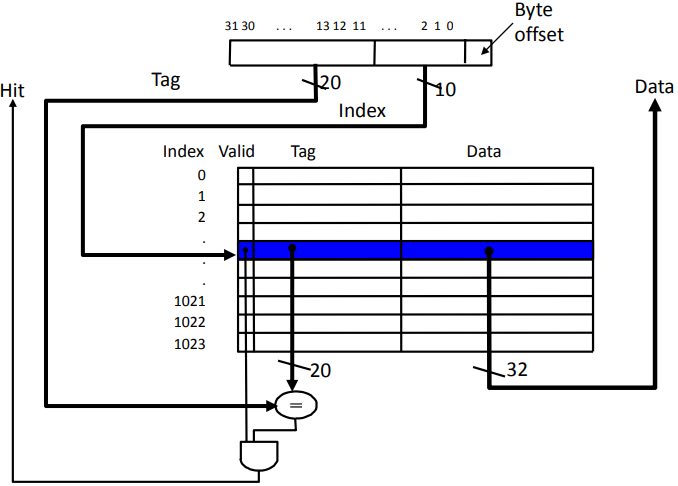 Byte
offset
31 30 . . . 13 12 11 . . . 2 1 0
20
10
Tag
Hit
Data
Index
Index Valid Tag Data
0
1
2
.
.
.
1021
1022
1023
20
32
=